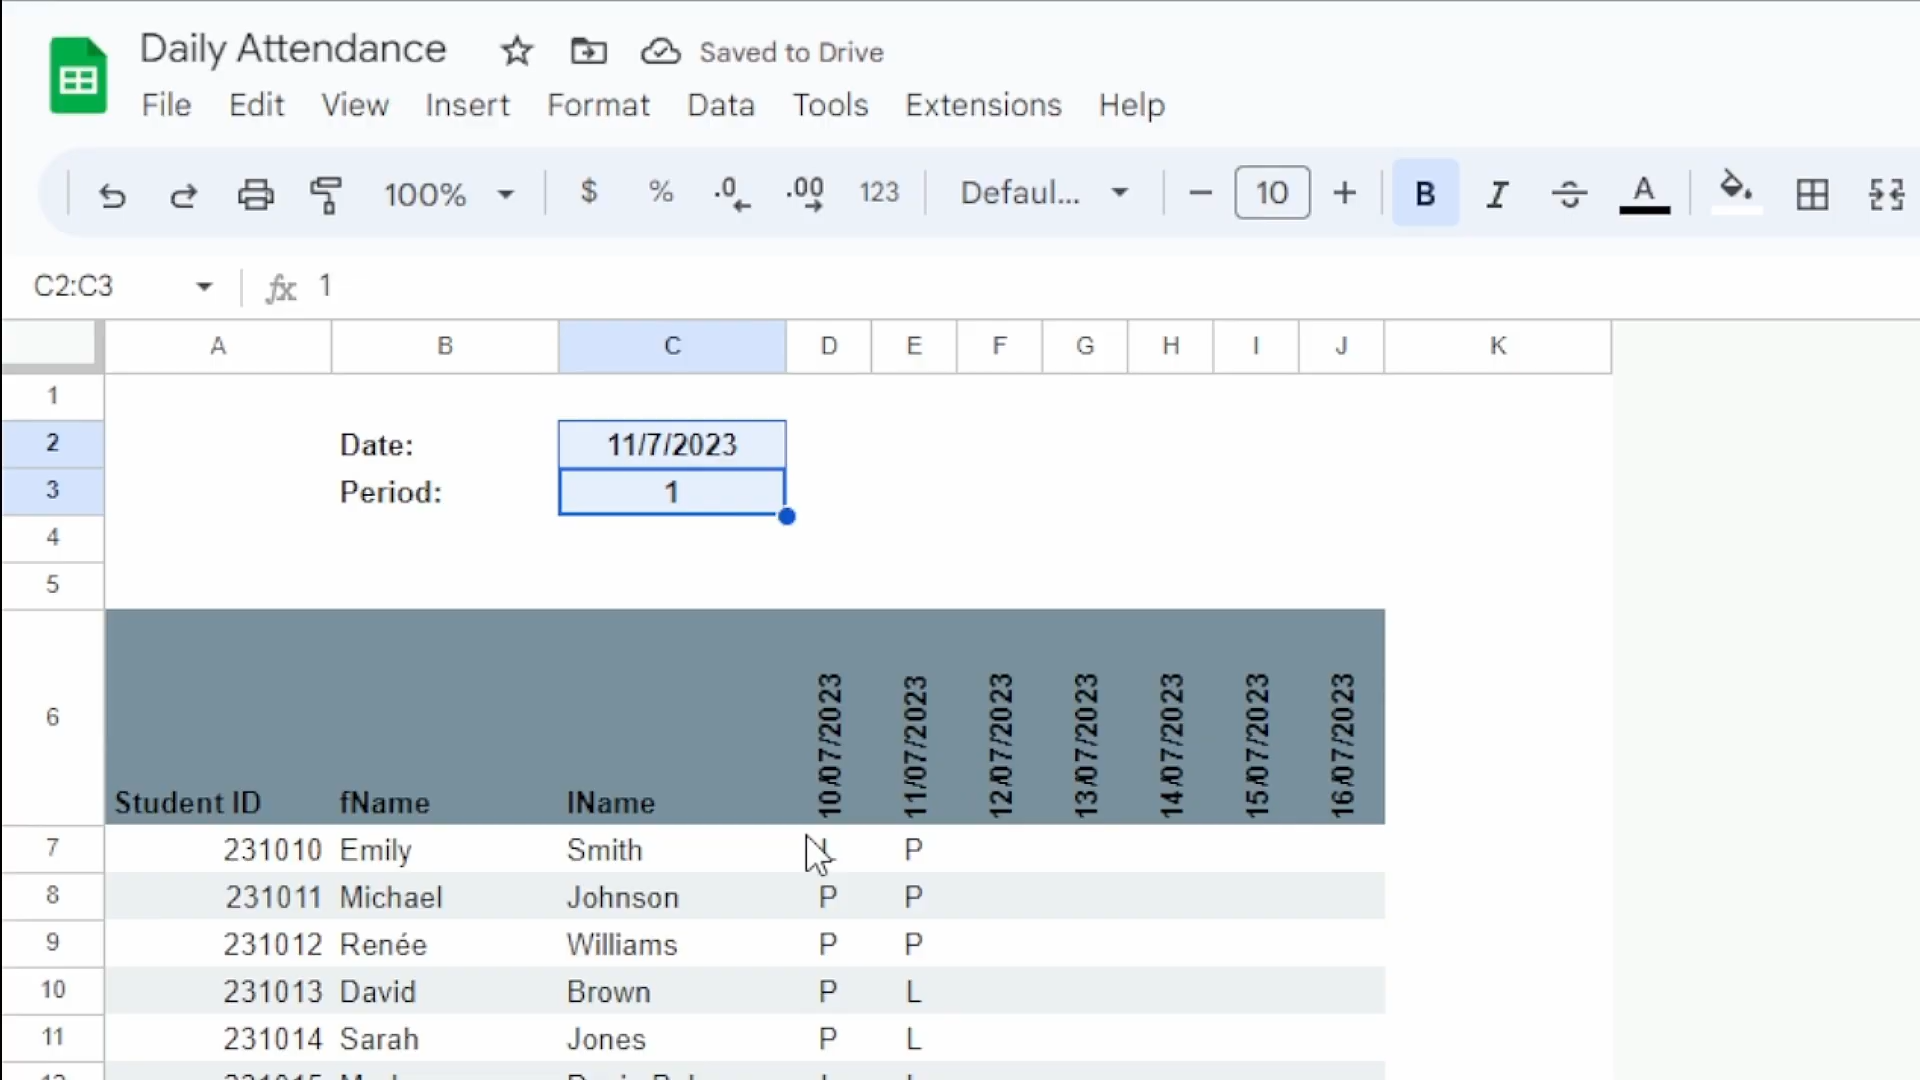 Daily Attendance Saved to Drive
File Edit View Insert Format Data Tools Extensions Help
100% $ % .0 .00 123 Defaul... 10 B I A
C2:C3 fx 1
A B C D E F G H I J K
1
2 Date: 11/7/2023
3 Period: 1
4
5
6 Student ID fName lName 10/07/2023 11/07/2023 12/07/2023 13/07/2023 14/07/2023 15/07/2023 16/07/2023
7 231010 Emily Smith P
8 231011 Michael Johnson P P
9 231012 Renée Williams P P
10 231013 David Brown P L
11 231014 Sarah Jones P L